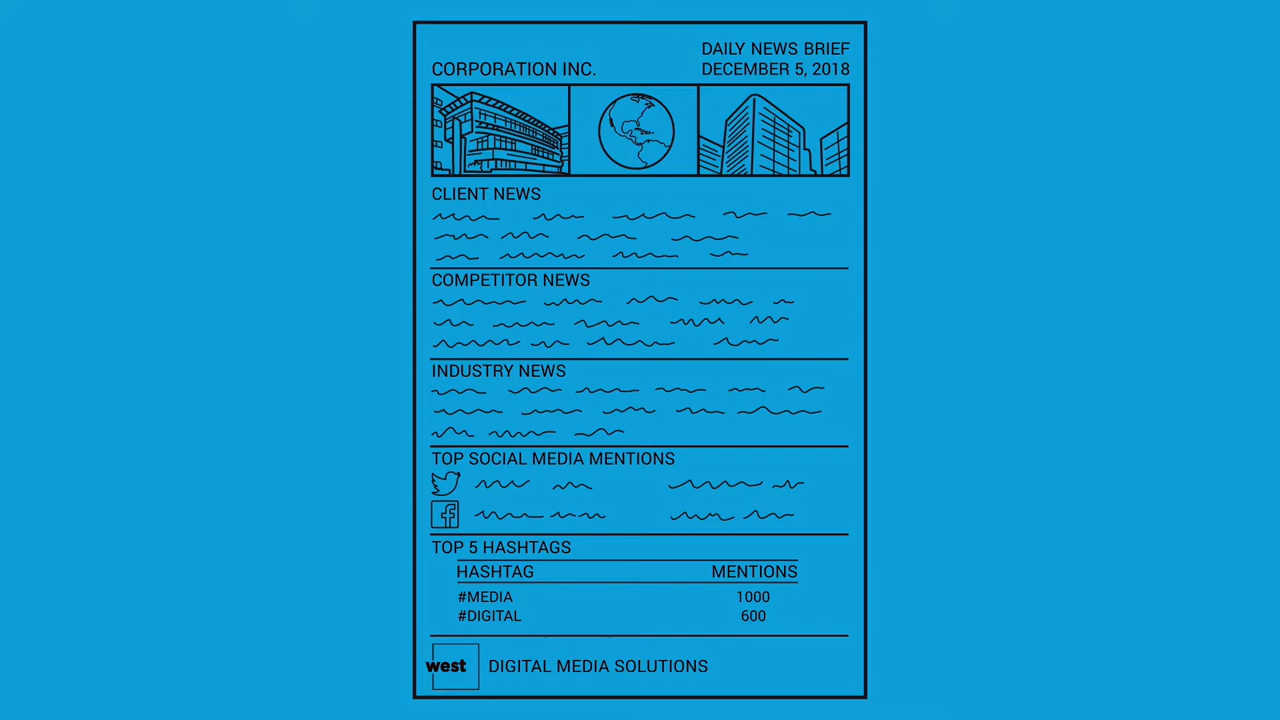 DAILY NEWS BRIEF
CORPORATION INC.
DECEMBER 5, 2018
CLIENT NEWS
COMPETITOR NEWS
INDUSTRY NEWS
TOP SOCIAL MEDIA MENTIONS
TOP 5 HASHTAGS
HASHTAG MENTIONS
#MEDIA 1000
#DIGITAL 600
west DIGITAL MEDIA SOLUTIONS